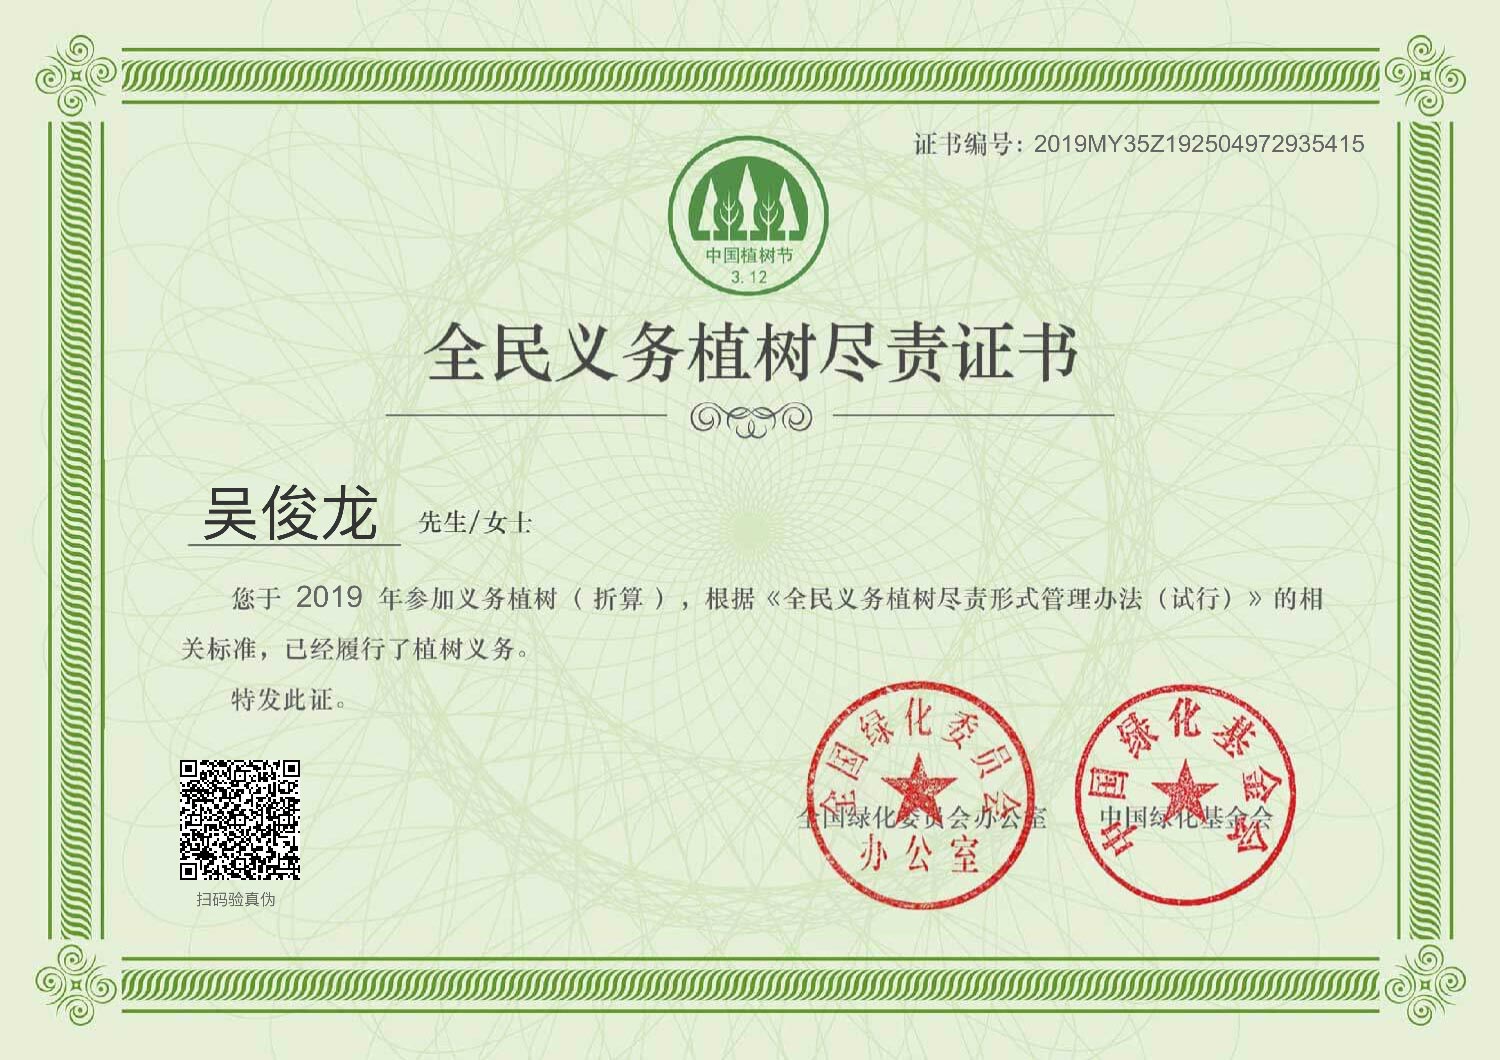 证书编号：2019MY35Z192504972935415
中国植树节
3.12
全民义务植树尽责证书
吴俊龙 先生/女士
您于 2019 年参加义务植树（ 折算 ），根据《全民义务植树尽责形式管理办法（试行）》的相
关标准，已经履行了植树义务。
特发此证。
全国绿化委员会
办公室
全国绿化委员会办公室
中国绿化基金会
中国绿化基金会
扫码验真伪